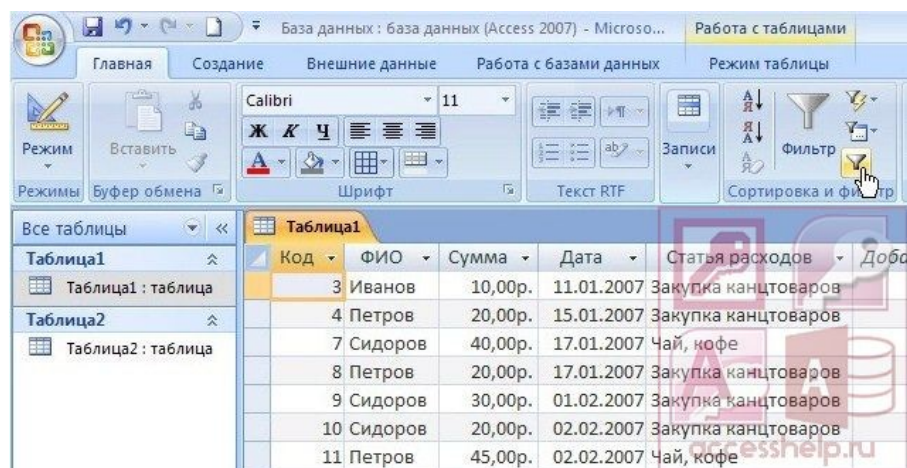 База данных : база данных (Access 2007) - Microso... Работа с таблицами
Главная Создание Внешние данные Работа с базами данных Режим таблицы
Calibri 11
Ж К Ч
Режим Вставить Записи Фильтр
Режимы Буфер обмена Шрифт Текст RTF Сортировка и фильтр
Все таблицы Таблица1
Таблица1 Код ФИО Сумма Дата Статья расходов Доба
Таблица1 : таблица 3 Иванов 10,00р. 11.01.2007 Закупка канцтоваров
Таблица2 4 Петров 20,00р. 15.01.2007 Закупка канцтоваров
Таблица2 : таблица 7 Сидоров 40,00р. 17.01.2007 Чай, кофе
8 Петров 20,00р. 17.01.2007 Закупка канцтоваров
9 Сидоров 30,00р. 01.02.2007 Закупка канцтоваров
10 Сидоров 20,00р. 02.02.2007 Закупка канцтоваров
11 Петров 45,00р. 02.02.2007 Чай, кофе
accesshelp.ru